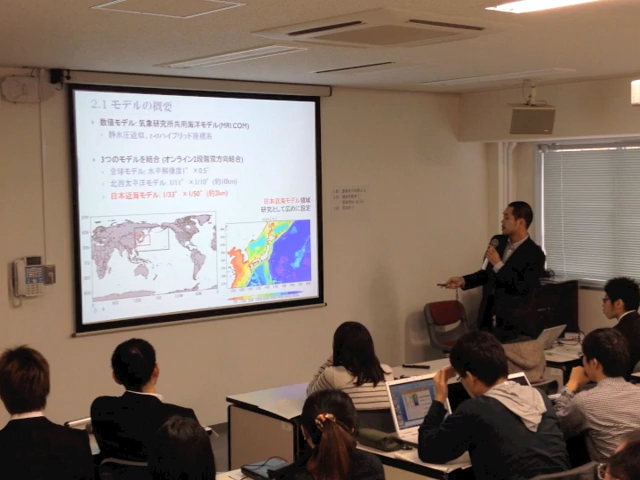 2.1 モデルの概要
数値モデル: 気象研究所共用海洋モデル(MRI.COM)
静水圧近似,
ハイブリッド座標系
3つのモデルを結合 (オンライン2段階双方向結合)
全球モデル: 水平解像度1° × 0.5°
北西太平洋モデル: 1/11° × 1/10° (約10km)
日本近海モデル: 1/33° × 1/50° (約2km)
日本近海モデル領域
研究として広めに設定